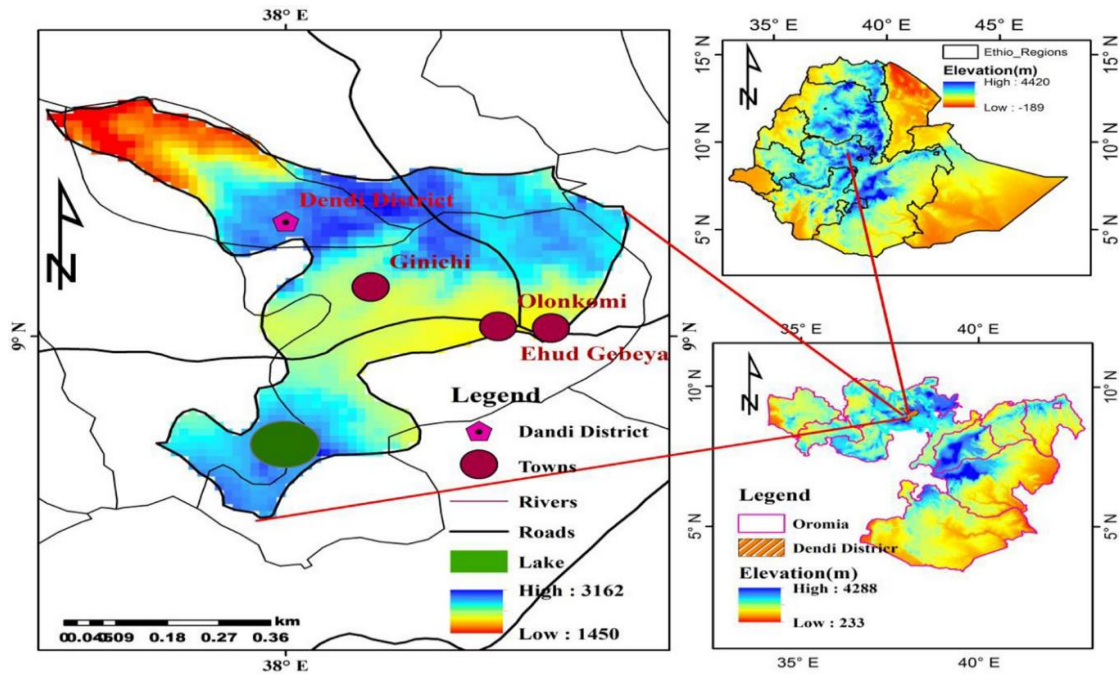 38° E
Dendi District
Ginichi
Olonkomi
Ehud Gebeya
9° N
9° N
Legend
Dandi District
Towns
Rivers
Roads
Lake
High : 3162
Low : 1450
N
km
0.18
0.27
0.36
38° E
35° E
40° E
45° E
15° N
10° N
5° N
15° N
10° N
5° N
N
Ethio_Regions
Elevation(m)
High : 4420
Low : -189
35° E
40° E
10° N
5° N
10° N
5° N
N
Legend
Oromia
Dendi District
Elevation(m)
High : 4288
Low : 233
35° E
40° E